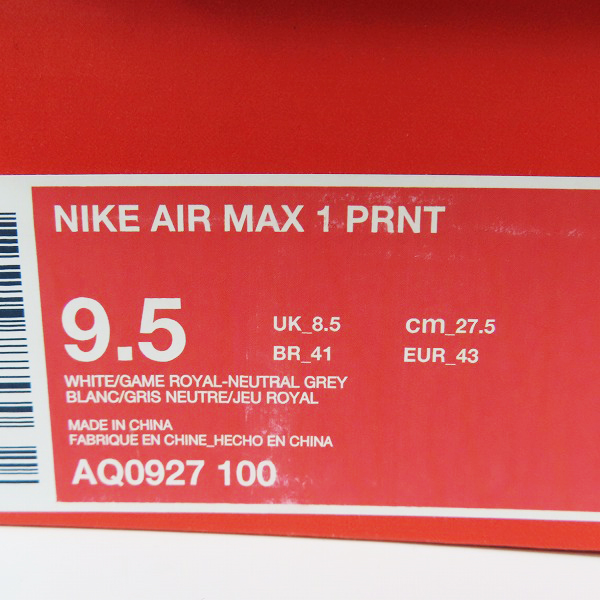 NIKE AIR MAX 1 PRNT
9.5
UK_8.5 cm_27.5
BR_41 EUR_43
WHITE/GAME ROYAL-NEUTRAL GREY
BLANC/GRIS NEUTRE/JEU ROYAL
MADE IN CHINA
FABRIQUE EN CHINE_HECHO EN CHINA
AQ0927 100